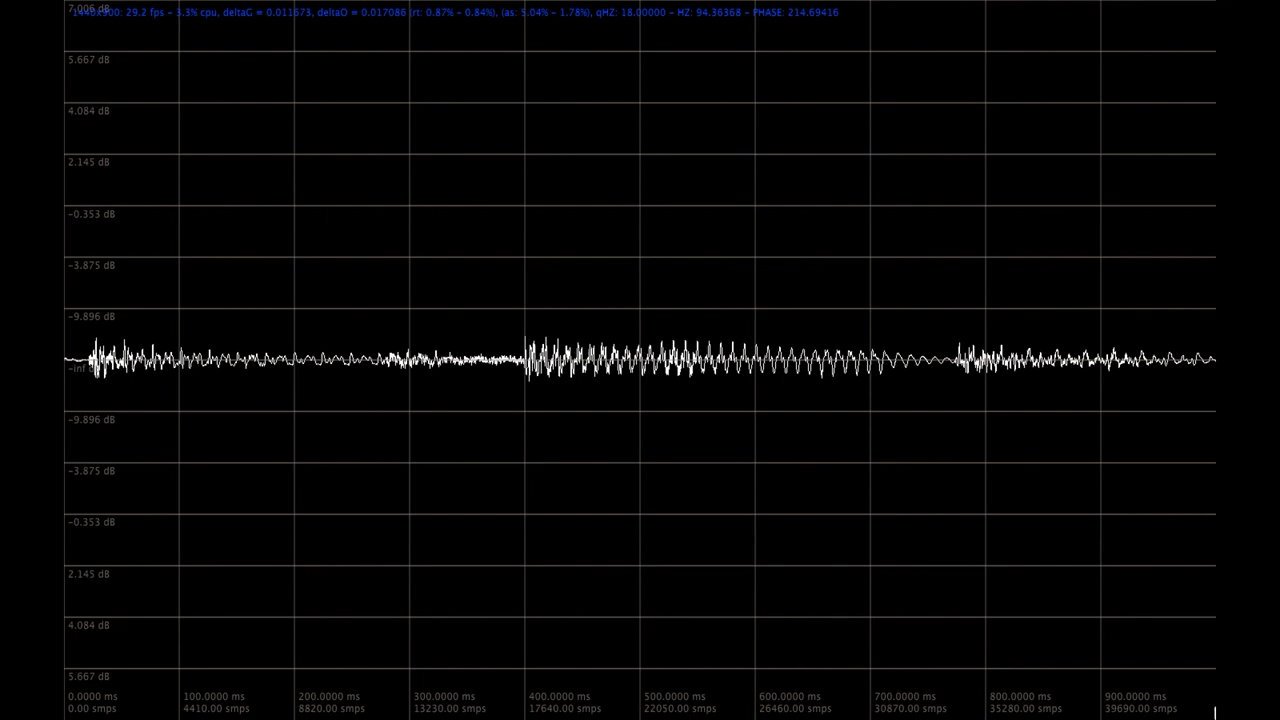 7.006 dB
1440x900: 29.2 fps - 3.3% cpu, deltaC = 0.011673, deltaO = 0.017086 (rt: 0.87% - 0.84%), (as: 5.04% - 1.78%), qHZ: 18.00000 - HZ: 94.36368 - PHASE: 214.69416
5.667 dB
4.084 dB
2.145 dB
-0.353 dB
-3.875 dB
-9.896 dB
-inf
-9.896 dB
-3.875 dB
-0.353 dB
2.145 dB
4.084 dB
5.667 dB
0.0000 ms 100.0000 ms 200.0000 ms 300.0000 ms 400.0000 ms 500.0000 ms 600.0000 ms 700.0000 ms 800.0000 ms 900.0000 ms
0.00 smps 4410.00 smps 8820.00 smps 13230.00 smps 17640.00 smps 22050.00 smps 26460.00 smps 30870.00 smps 35280.00 smps 39690.00 smps